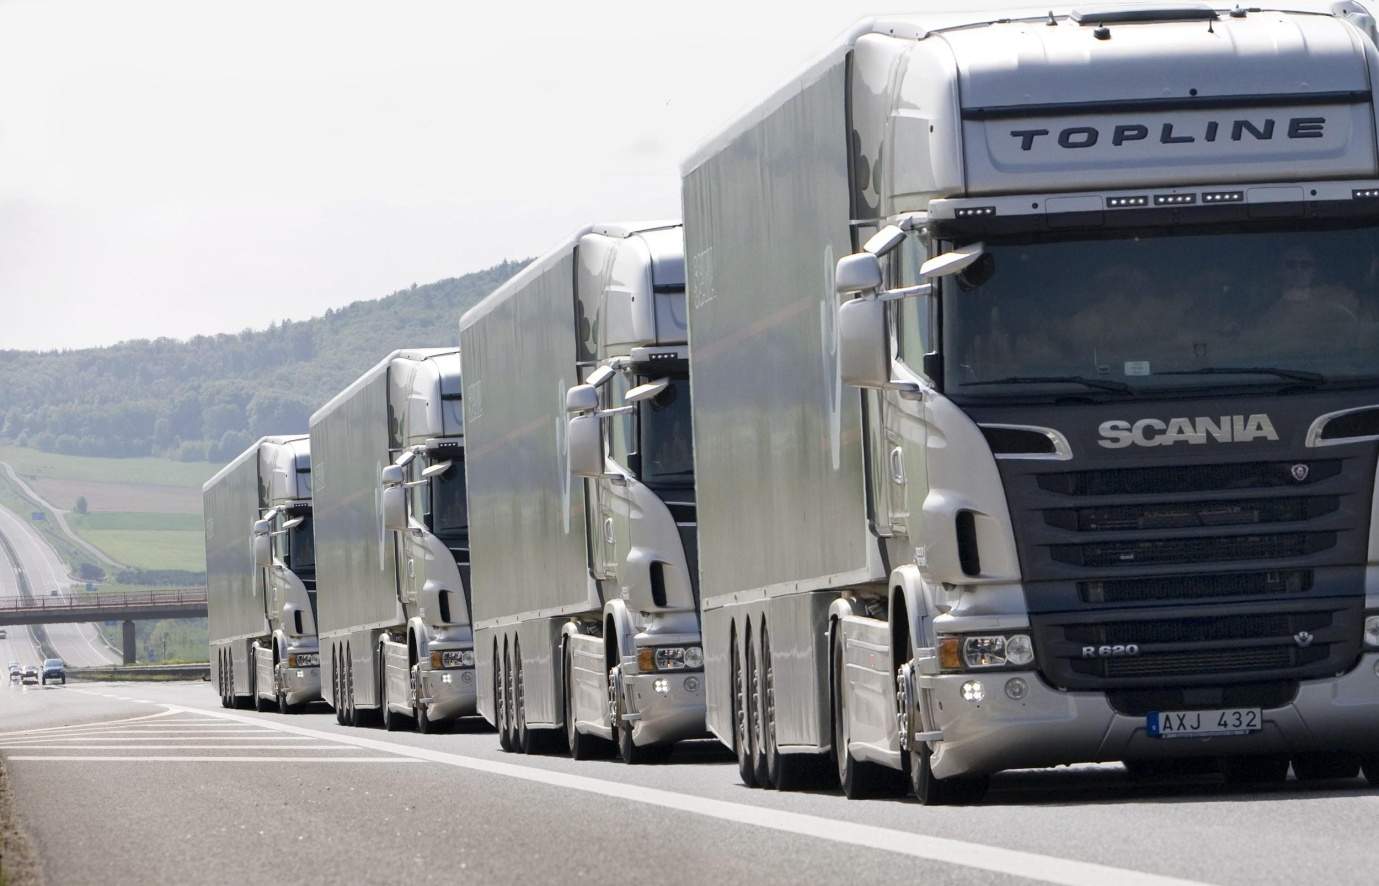 TOPLINE
SCANIA
R 620
AXJ 432